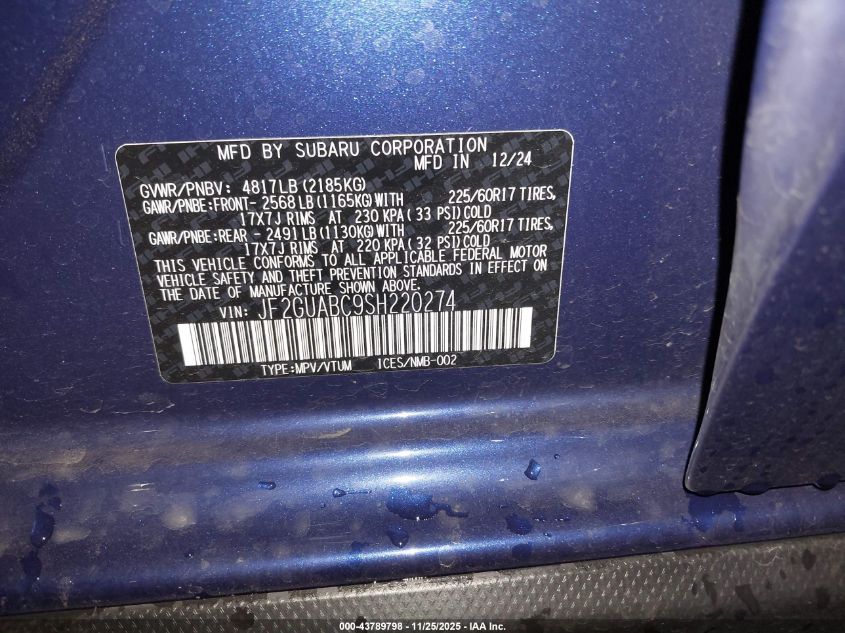 MFD BY SUBARU CORPORATION
MFD IN 12/24
GVWR/PNBV: 4817LB (2185KG)
GAWR/PNBE:FRONT- 2568LB (1165KG) WITH 225/60R17 TIRES,
17X7J RIMS AT 230 KPA (33 PSI) COLD
GAWR/PNBE:REAR - 2491LB (1130KG) WITH 225/60R17 TIRES,
17X7J RIMS AT 220 KPA (32 PSI) COLD
THIS VEHICLE CONFORMS TO ALL APPLICABLE FEDERAL MOTOR
VEHICLE SAFETY AND THEFT PREVENTION STANDARDS IN EFFECT ON
THE DATE OF MANUFACTURE SHOWN ABOVE.
VIN: JF2GUABC9SH220274
TYPE:MPV/VTUM ICES/NMB-002
000-43789798 - 11/25/2025 - IAA Inc.